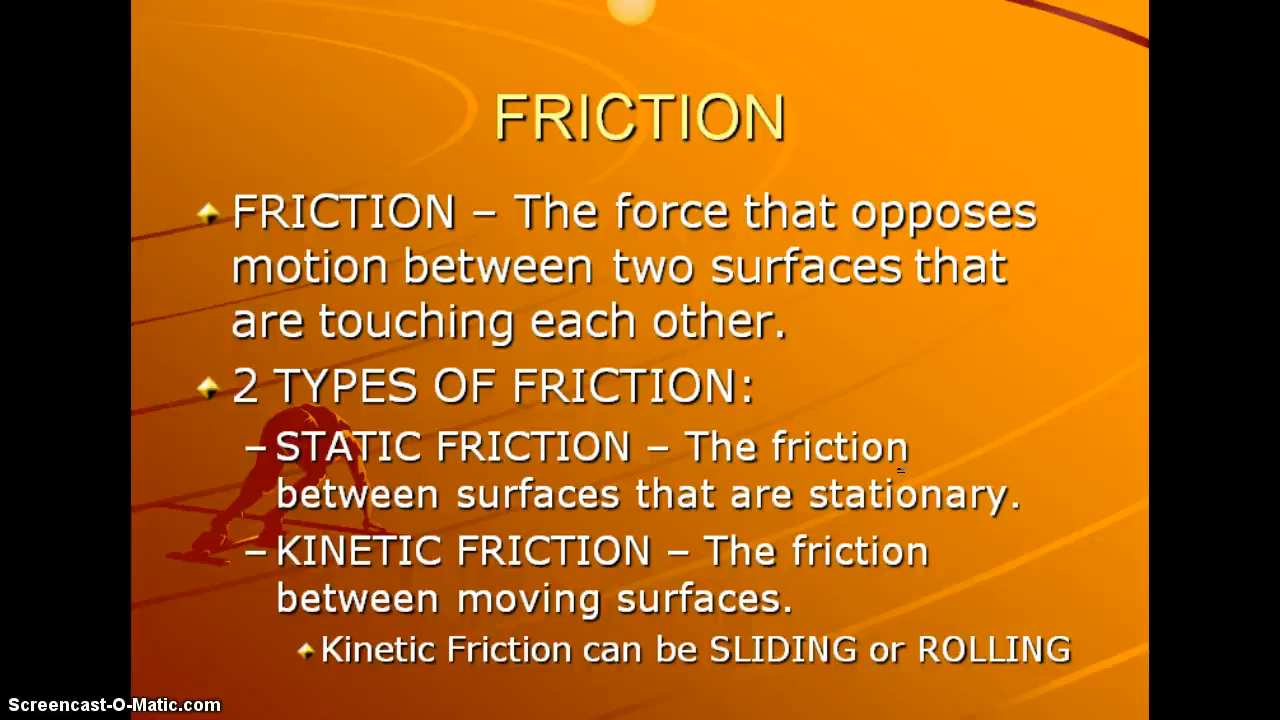 FRICTION
FRICTION – The force that opposes
motion between two surfaces that
are touching each other.
2 TYPES OF FRICTION:
– STATIC FRICTION – The friction
between surfaces that are stationary.
– KINETIC FRICTION – The friction
between moving surfaces.
Kinetic Friction can be SLIDING or ROLLING
Screencast-O-Matic.com